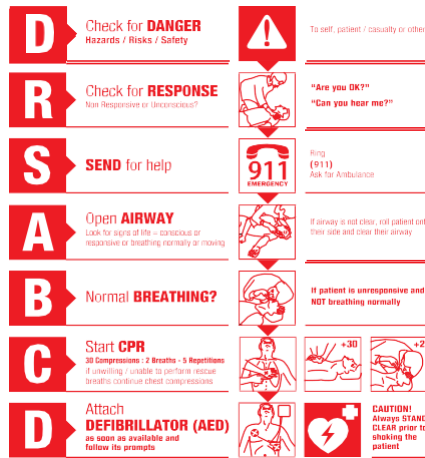 D
Check for DANGER
Hazards / Risks / Safety
To self, patient / casualty or other
R
Check for RESPONSE
Non Responsive or Unconscious?
"Are you OK?"
"Can you hear me?"
S
SEND for help
911
EMERGENCY
Ring
(911)
Ask for Ambulance
A
Open AIRWAY
Look for signs of life – conscious or
responsive or breathing normally or moving
If airway is not clear, roll patient ont
their side and clear their airway
B
Normal BREATHING?
If patient is unresponsive and
NOT breathing normally
C
Start CPR
30 Compressions : 2 Breaths - 5 Repetitions
if unwilling / unable to perform rescue
breaths continue chest compressions
+30
+2
D
Attach
DEFIBRILLATOR (AED)
as soon as available and
follow its prompts
CAUTION!
Always STAND
CLEAR prior to
shoking the
patient